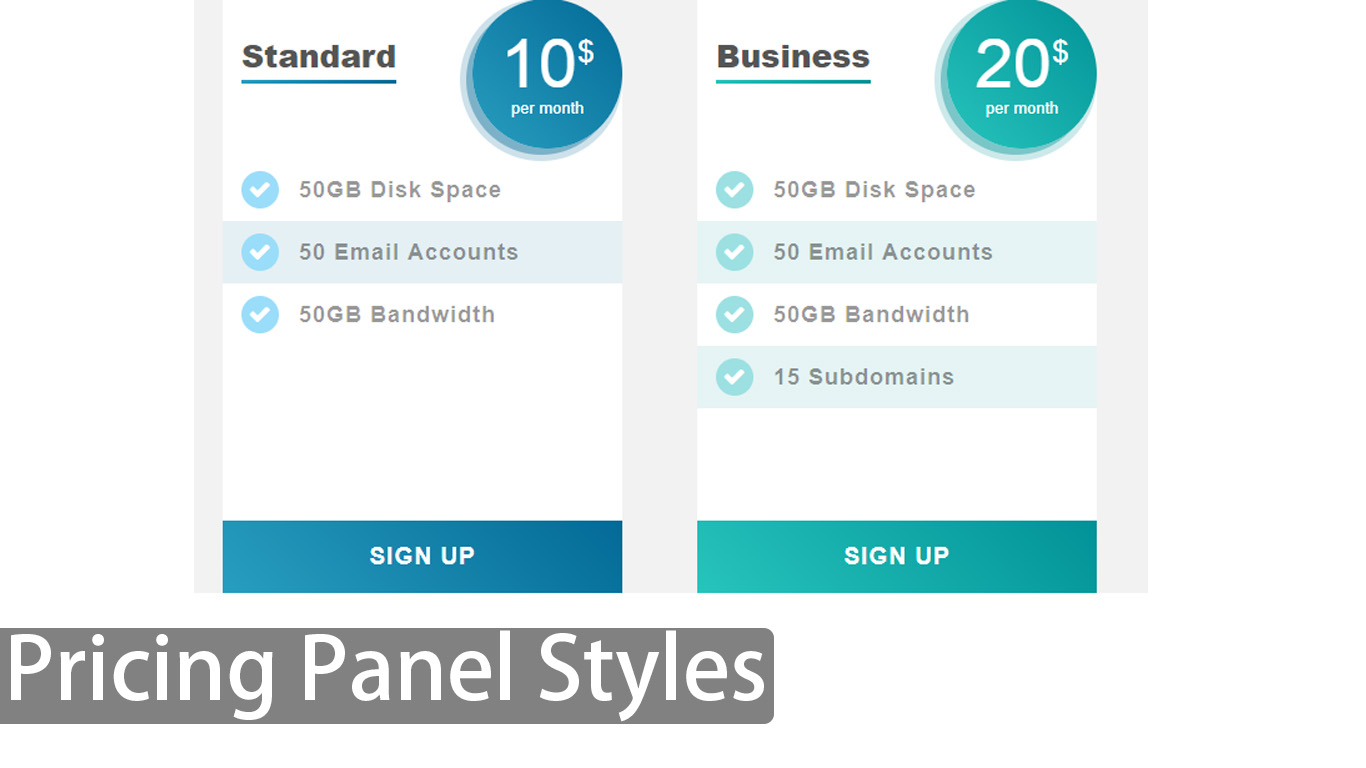 Standard
10$
per month
50GB Disk Space
50 Email Accounts
50GB Bandwidth
SIGN UP
Business
20$
per month
50GB Disk Space
50 Email Accounts
50GB Bandwidth
15 Subdomains
SIGN UP
Pricing Panel Styles